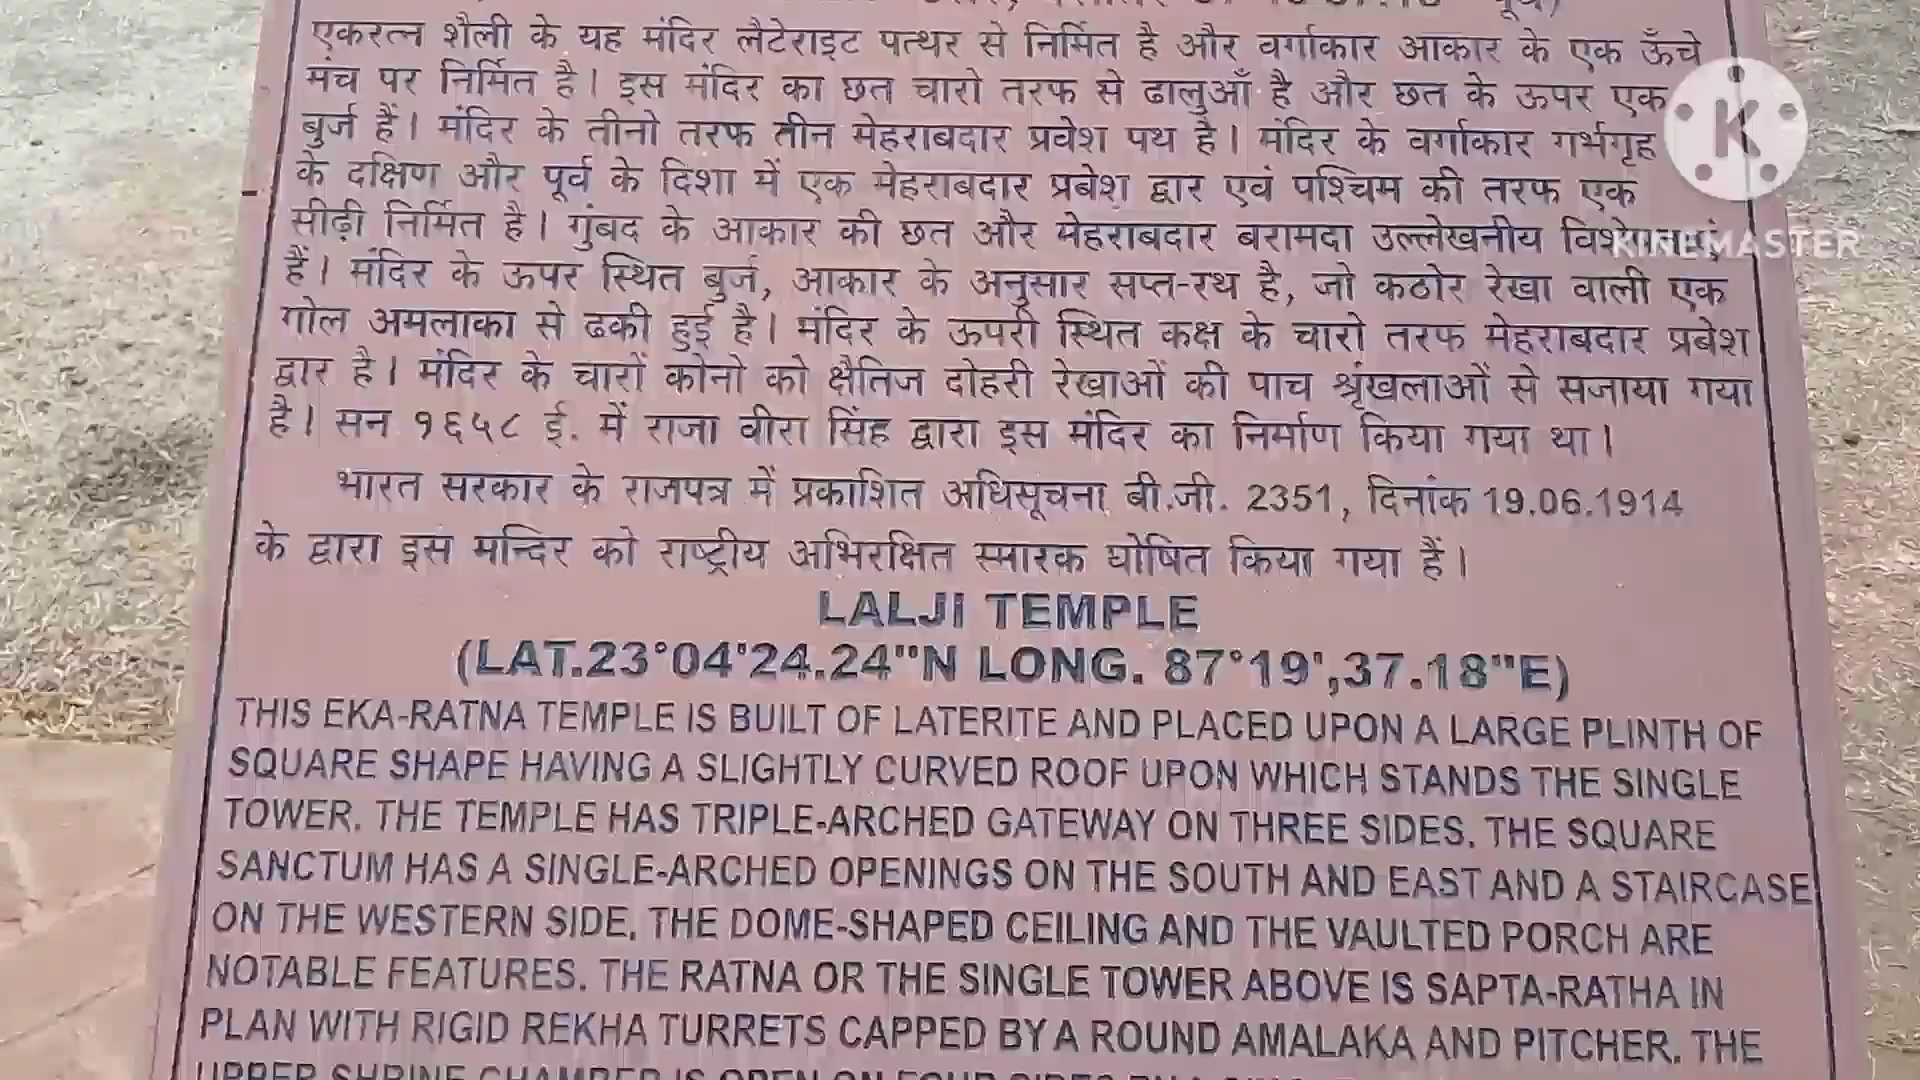 एकरत्न शैली के यह मंदिर लैटेराइट पत्थर से निर्मित है और वर्गाकार आकार के एक ऊँचे
मंच पर निर्मित है। इस मंदिर का छत चारो तरफ से ढालुआँ है और छत के ऊपर एक
बुर्ज हैं। मंदिर के तीनो तरफ तीन मेहराबदार प्रवेश पथ है। मंदिर के वर्गाकार गर्भगृह
के दक्षिण और पूर्व के दिशा में एक मेहराबदार प्रबेश द्वार एवं पश्चिम की तरफ एक
सीढ़ी निर्मित है। गुंबद के आकार की छत और मेहराबदार बरामदा उल्लेखनीय
हैं। मंदिर के ऊपर स्थित बुर्ज, आकार के अनुसार सप्त-रथ है, जो कठोर रेखा वाली एक
गोल अमलाका से ढकी हुई है। मंदिर के ऊपरी स्थित कक्ष के चारो तरफ मेहराबदार प्रबेश
द्वार है। मंदिर के चारों कोनो को क्षैतिज दोहरी रेखाओं की पाच श्रृंखलाओं से सजाया गया
है। सन १६५८ ई. में राजा वीरा सिंह द्वारा इस मंदिर का निर्माण किया गया था।
भारत सरकार के राजपत्र में प्रकाशित अधिसूचना बी.जी. 2351, दिनांक 19.06.1914
के द्वारा इस मन्दिर को राष्ट्रीय अभिरक्षित स्मारक घोषित किया गया हैं।
LALJI TEMPLE
(LAT.23°04'24.24"N LONG. 87°19',37.18"E)
THIS EKA-RATNA TEMPLE IS BUILT OF LATERITE AND PLACED UPON A LARGE PLINTH OF
SQUARE SHAPE HAVING A SLIGHTLY CURVED ROOF UPON WHICH STANDS THE SINGLE
TOWER. THE TEMPLE HAS TRIPLE-ARCHED GATEWAY ON THREE SIDES. THE SQUARE
SANCTUM HAS A SINGLE-ARCHED OPENINGS ON THE SOUTH AND EAST AND A STAIRCASE
ON THE WESTERN SIDE. THE DOME-SHAPED CEILING AND THE VAULTED PORCH ARE
NOTABLE FEATURES. THE RATNA OR THE SINGLE TOWER ABOVE IS SAPTA-RATHA IN
PLAN WITH RIGID REKHA TURRETS CAPPED BY A ROUND AMALAKA AND PITCHER. THE
UPPER SHRINE CHAMBER IS OPEN ON FOUR SIDES
K
KINEMASTER